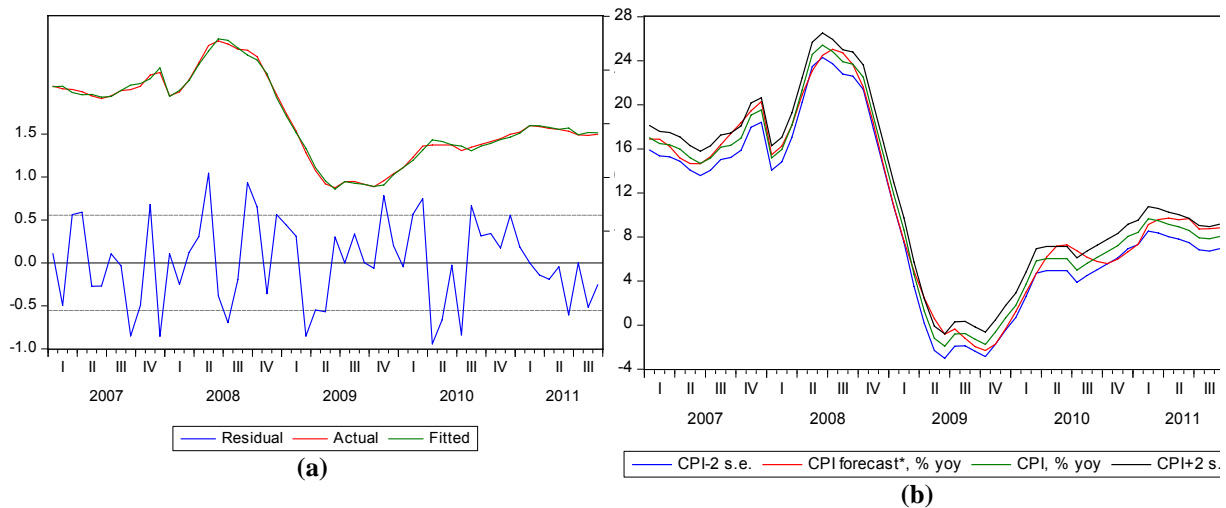 1.5
1.0
0.5
0.0
-0.5
-1.0
I II III IV I II III IV I II III IV I II III IV I II III
2007 2008 2009 2010 2011
Residual Actual Fitted
(a)
28
24
20
16
12
8
4
0
-4
I II III IV I II III IV I II III IV I II III IV I II III
2007 2008 2009 2010 2011
CPI-2 s.e. CPI forecast*, % yoy CPI, % yoy CPI+2 s.
(b)